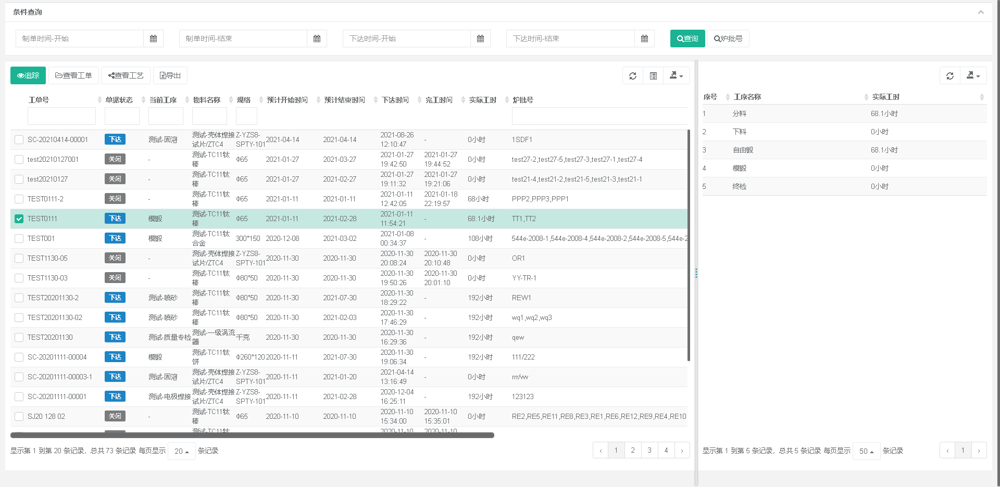 条件查询
制单时间-开始 制单时间-结束 下达时间-开始 下达时间-结束 查询 炉批号
追踪 查看工单 查看工艺 导出
工单号 单据状态 当前工序 物料名称 规格 预计开始时间 预计结束时间 下达时间 完工时间 实际工时 炉批号
SC-20210414-00001 下达 测试-固溶 测试-壳体焊接试片/ZTC4 Z-YZS8-SPTY-101 2021-04-14 2021-04-14 2021-08-26 12:10:47 - 0小时 1SDF1
test20210127001 关闭 - 测试-TC11钛棒 Φ65 2021-01-27 2021-03-27 2021-01-27 19:42:50 2021-01-27 19:44:52 0小时 test27-2,test27-5,test27-3,test27-1,test27-4
test20210127 关闭 - 测试-TC11钛棒 Φ65 2021-01-27 2021-02-27 2021-01-27 19:11:32 2021-01-27 19:21:06 0小时 test21-4,test21-2,test21-5,test21-3,test21-1
TEST0111-2 关闭 - 测试-TC11钛棒 Φ65 2021-01-11 2021-01-11 2021-01-11 12:42:05 2021-01-18 22:19:57 68小时 PPP2,PPP3,PPP1
TEST0111 下达 模锻 测试-TC11钛棒 Φ65 2021-01-11 2021-02-28 2021-01-11 11:54:21 - 68.1小时 TT1,TT2
TEST001 下达 模锻 测试-TC11钛合金 300*150 2020-12-08 2021-03-02 2021-01-08 00:34:37 - 108小时 544e-2008-1,544e-2008-4,544e-2008-2,544e-2008-5,544e-2
TEST1130-05 关闭 - 测试-壳体焊接试片/ZTC4 Z-YZS8-SPTY-101 2020-11-30 2020-11-30 2020-11-30 20:08:24 2020-11-30 20:10:48 0小时 OR1
TEST1130-03 关闭 - 测试-TC11钛棒 Φ80*50 2020-11-30 2020-11-30 2020-11-30 19:50:26 2020-11-30 20:01:10 0小时 YY-TR-1
TEST20201130-2 下达 测试-喷砂 测试-TC11钛棒 Φ80*50 2020-11-30 2021-07-30 2020-11-30 18:29:22 - 192小时 REW1
TEST20201130-02 下达 测试-喷砂 测试-TC11钛棒 Φ80*50 2020-11-30 2021-02-03 2020-11-30 17:46:29 - 192小时 wq1,wq2,wq3
TEST20201130 下达 测试-质量专检 测试-一级涡流器 千克 2020-11-30 2020-11-30 2020-11-30 16:29:36 - 192小时 qew
SC-20201111-00004 下达 模锻 测试-TC11钛饼 Φ260*120 2020-11-11 2021-07-30 2020-11-30 19:06:34 - 192小时 111/222
SC-20201111-00003-1 下达 测试-固溶 测试-壳体焊接试片/ZTC4 Z-YZS8-SPTY-101 2020-11-11 2021-01-20 2021-04-14 13:16:49 - 0小时
SC-20201111-00001 下达 测试-电极焊接 测试-壳体焊接试片/ZTC4 Z-YZS8-SPTY-101 2020-11-11 2021-02-28 2020-12-04 16:25:11 - 192小时 123123
SJ20 128 02 关闭 - 测试-TC11钛棒 Φ65 2020-11-10 2020-11-10 2020-11-10 15:34:00 2020-11-10 15:35:01 0小时 RE2,RE5,RE11,RE8,RE3,RE1,RE6,RE12,RE9,RE4,RE10
测试-TC11钛 2020-11-10 2020-11-10
显示第 1 到第 20 条记录，总共 73 条记录 每页显示 20 条记录 ‹ 1 2 3 4 ›
序号 工序名称 实际工时
1 分料 68.1小时
2 下料 0小时
3 自由锻 68.1小时
4 模锻 0小时
5 终检 0小时
显示第 1 到第 5 条记录，总共 5 条记录 每页显示 50 条记录 ‹ 1 ›